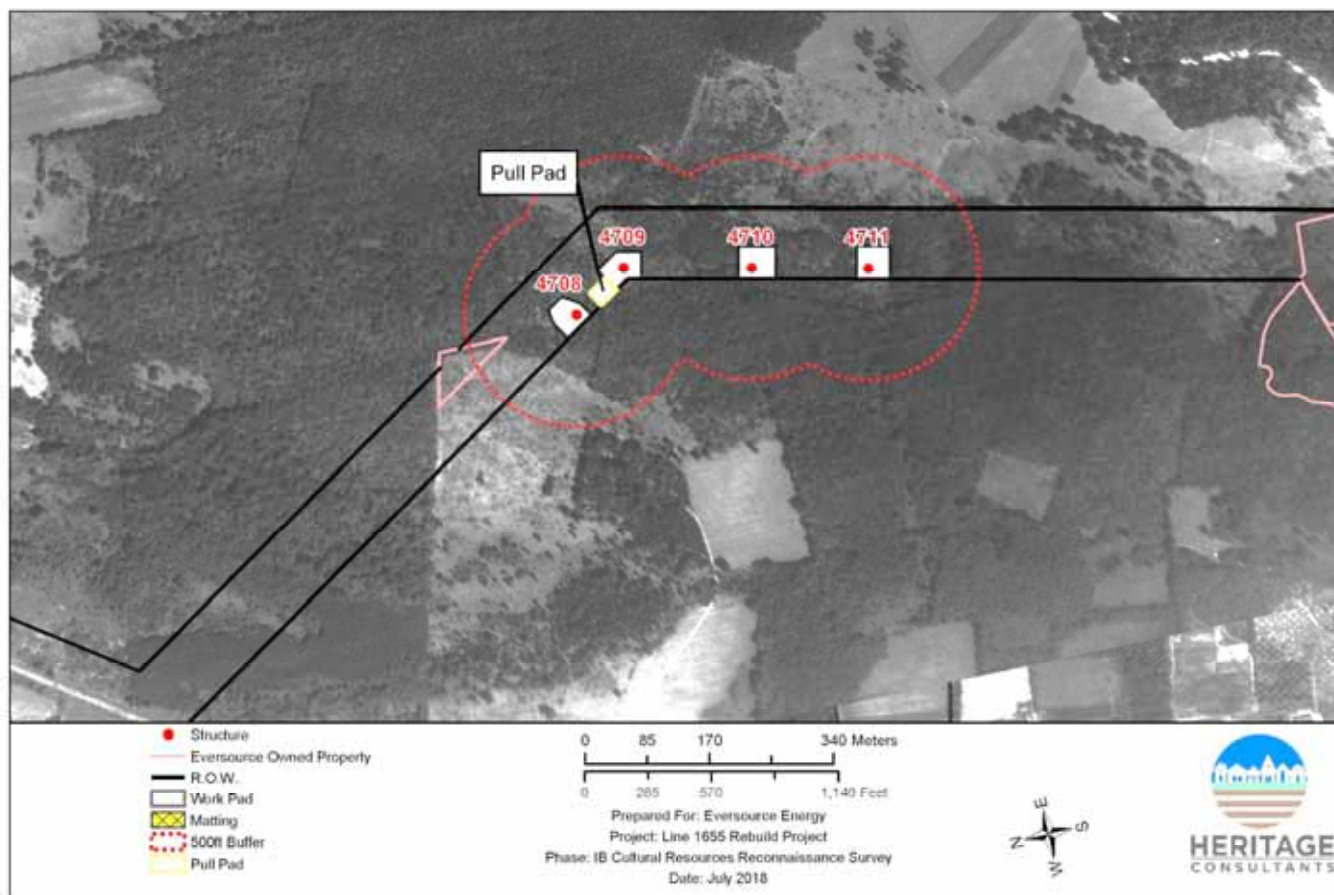 Pull Pad
4709
4710
4711
4708
Structure
Eversource Owned Property
R.O.W.
Work Pad
Matting
500ft Buffer
Pull Pad
0 85 170 340 Meters
0 285 570 1,140 Feet
Prepared For: Eversource Energy
Project: Line 1655 Rebuild Project
Phase: IB Cultural Resources Reconnaissance Survey
Date: July 2018
E
N S
W
HERITAGE
CONSULTANTS